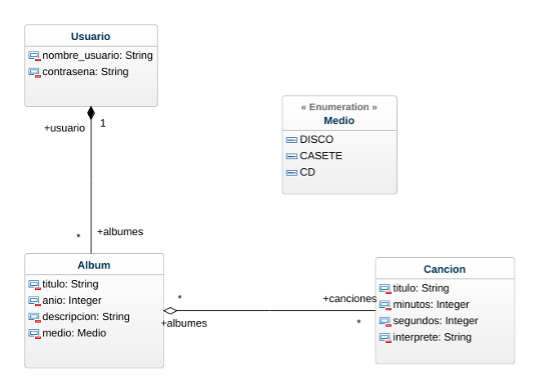 Usuario
nombre_usuario: String
contrasena: String
+usuario
1
« Enumeration »
Medio
DISCO
CASETE
CD
*
+albumes
Album
titulo: String
anio: Integer
descripcion: String
medio: Medio
*
+albumes
+canciones
*
Cancion
titulo: String
minutos: Integer
segundos: Integer
interprete: String